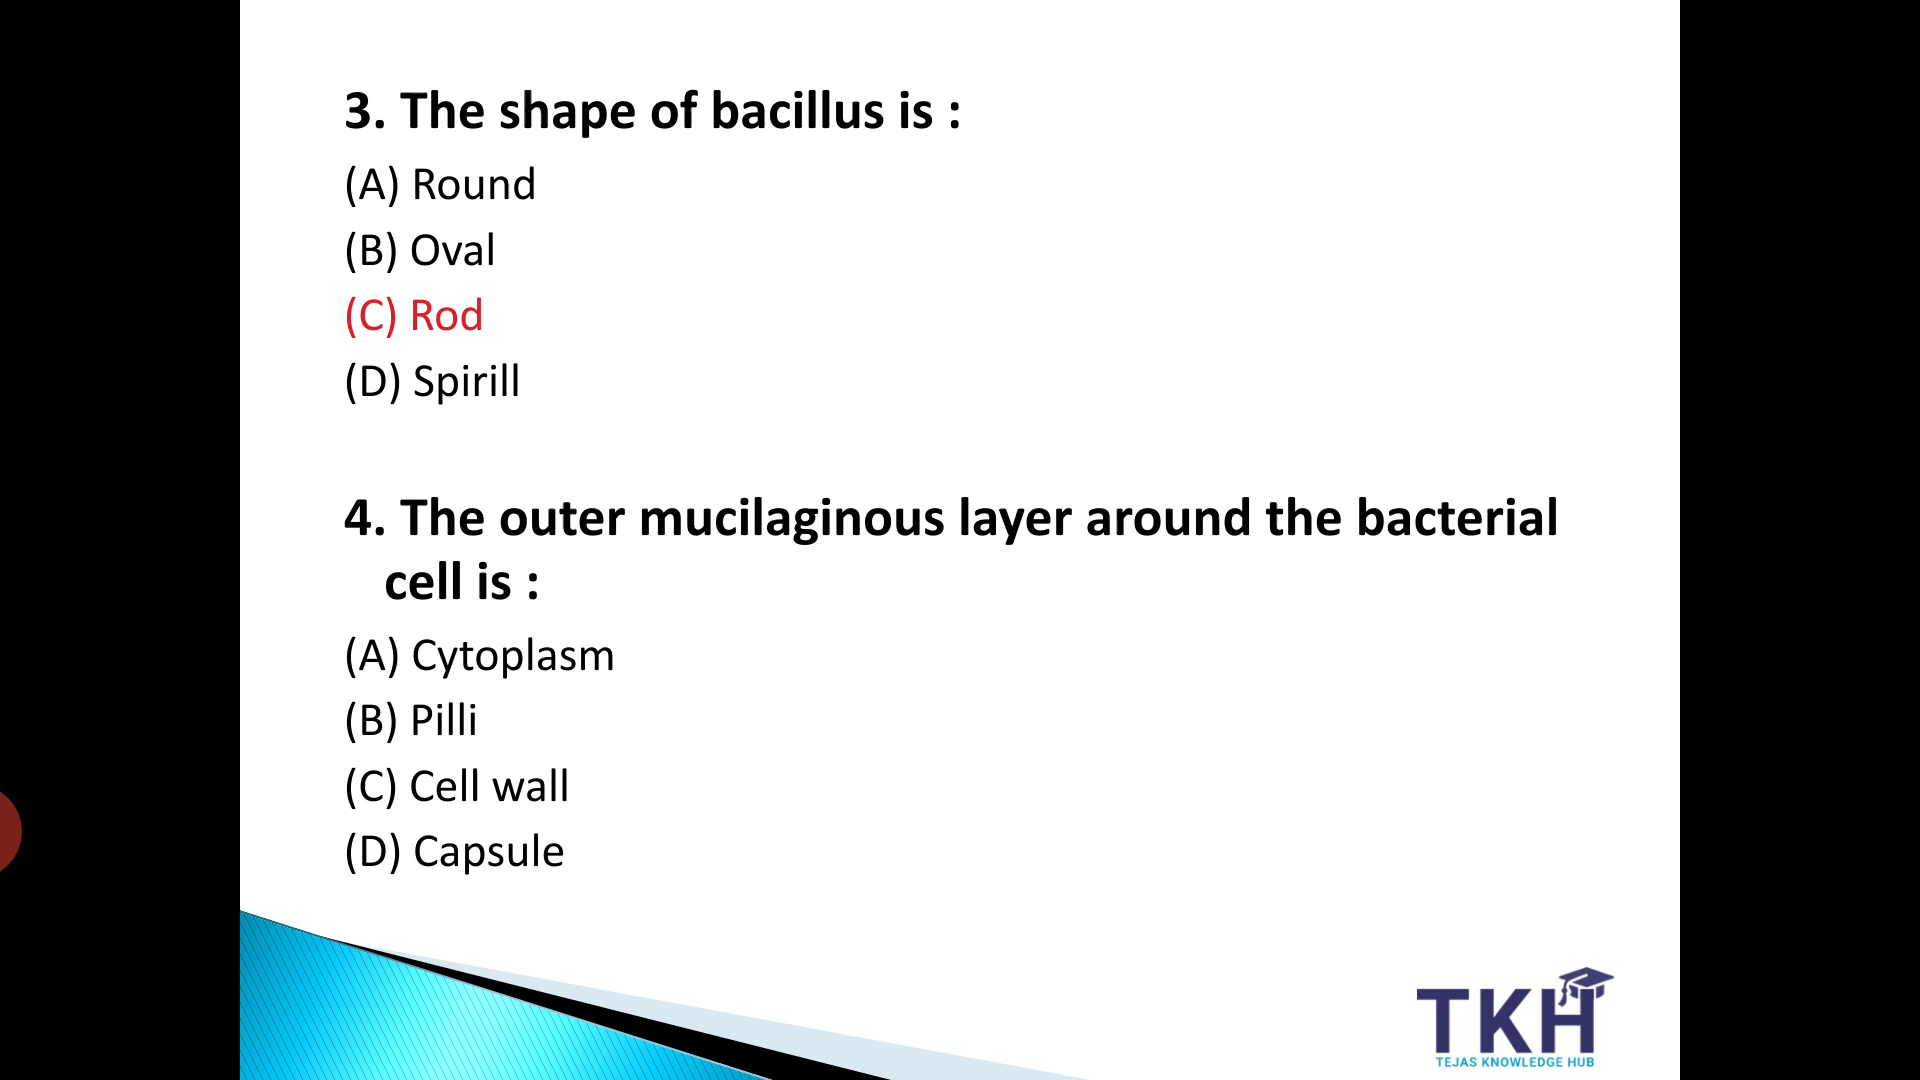 3. The shape of bacillus is :
(A) Round
(B) Oval
(C) Rod
(D) Spirill
4. The outer mucilaginous layer around the bacterial
cell is :
(A) Cytoplasm
(B) Pilli
(C) Cell wall
(D) Capsule
TKH
TEJAS KNOWLEDGE HUB